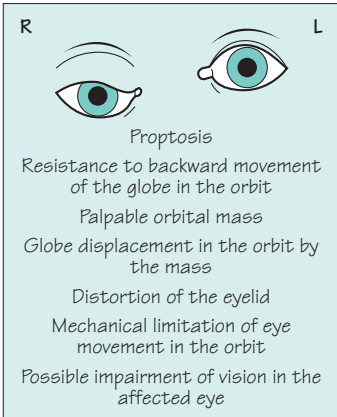 R L
Proptosis
Resistance to backward movement
of the globe in the orbit
Palpable orbital mass
Globe displacement in the orbit by
the mass
Distortion of the eyelid
Mechanical limitation of eye
movement in the orbit
Possible impairment of vision in the
affected eye